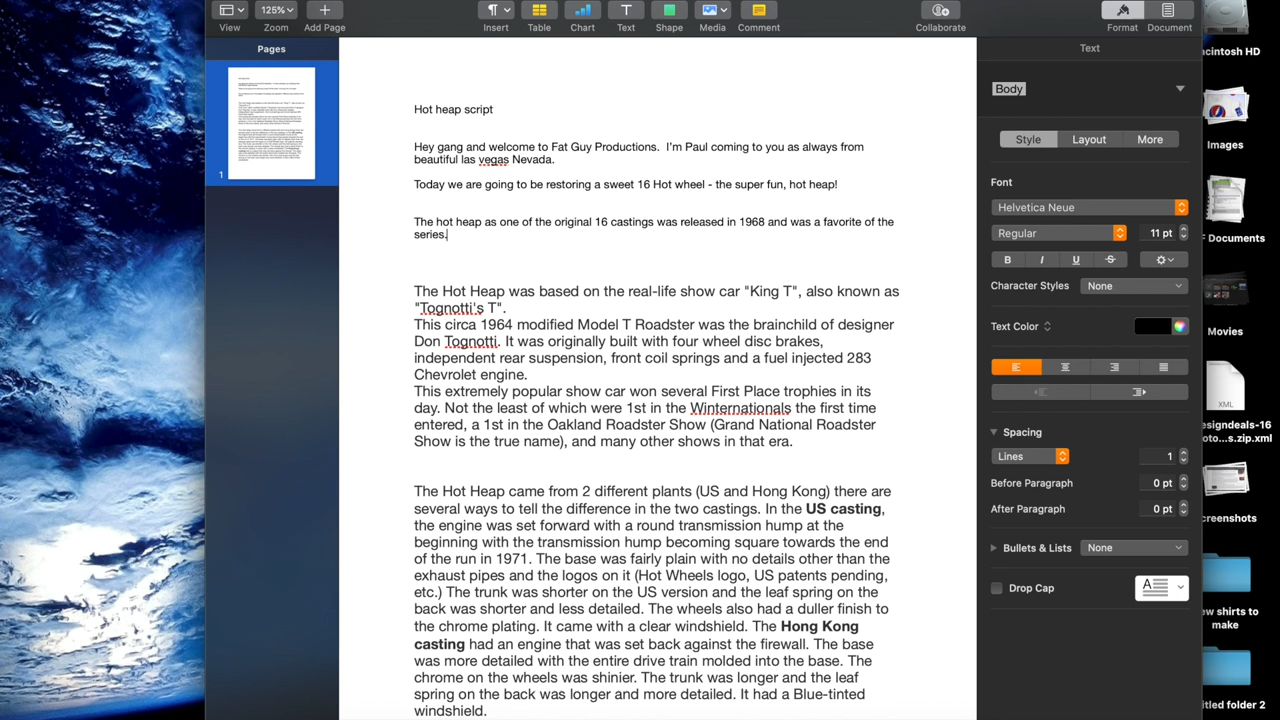 125%
View
Zoom
Add Page
Insert
Table
Chart
Text
Shape
Media
Comment
Collaborate
Format
Document
Pages
1
Hot heap script
Hey gang and welcome to Fat Guy Productions.  I'm Paul coming to you as always from
beautiful las vegas Nevada.
Today we are going to be restoring a sweet 16 Hot wheel - the super fun, hot heap!
The hot heap as one of the original 16 castings was released in 1968 and was a favorite of the
series.
The Hot Heap was based on the real-life show car "King T", also known as
"Tognotti's T".
This circa 1964 modified Model T Roadster was the brainchild of designer
Don Tognotti. It was originally built with four wheel disc brakes,
independent rear suspension, front coil springs and a fuel injected 283
Chevrolet engine.
This extremely popular show car won several First Place trophies in its
day. Not the least of which were 1st in the Winternationals the first time
entered, a 1st in the Oakland Roadster Show (Grand National Roadster
Show is the true name), and many other shows in that era.
The Hot Heap came from 2 different plants (US and Hong Kong) there are
several ways to tell the difference in the two castings. In the US casting,
the engine was set forward with a round transmission hump at the
beginning with the transmission hump becoming square towards the end
of the run in 1971. The base was fairly plain with no details other than the
exhaust pipes and the logos on it (Hot Wheels logo, US patents pending,
etc.) The trunk was shorter on the US version and the leaf spring on the
back was shorter and less detailed. The wheels also had a duller finish to
the chrome plating. It came with a clear windshield. The Hong Kong
casting had an engine that was set back against the firewall. The base
was more detailed with the entire drive train molded into the base. The
chrome on the wheels was shinier. The trunk was longer and the leaf
spring on the back was longer and more detailed. It had a Blue-tinted
windshield.
Text
Body
Style
Layout
More
Font
Helvetica Neue
Regular
11 pt
B I U S
Character Styles
None
Text Color
Spacing
Lines
1
Before Paragraph
0 pt
After Paragraph
0 pt
Bullets & Lists
None
Drop Cap
A
acintosh HD
Images
F Documents
Movies
XML
esigndeals-16
oto...s.zip.xml
creenshots
ew shirts to
make
itled folder 2